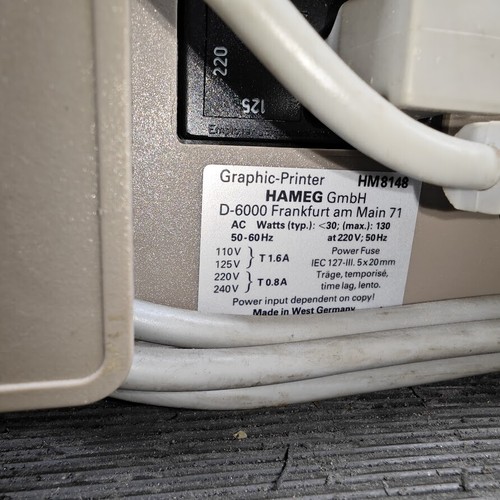 220
125
Graphic-Printer HM8148
HAMEG GmbH
D-6000 Frankfurt am Main 71
AC Watts (typ.): <30; (max.): 130
50-60Hz at 220V; 50Hz
110V
125V } T 1.6A
220V
240V } T 0.8A
Power Fuse
IEC 127-III. 5x20mm
Träge, temporisé,
time lag, lento.
Power input dependent on copy!
Made in West Germany